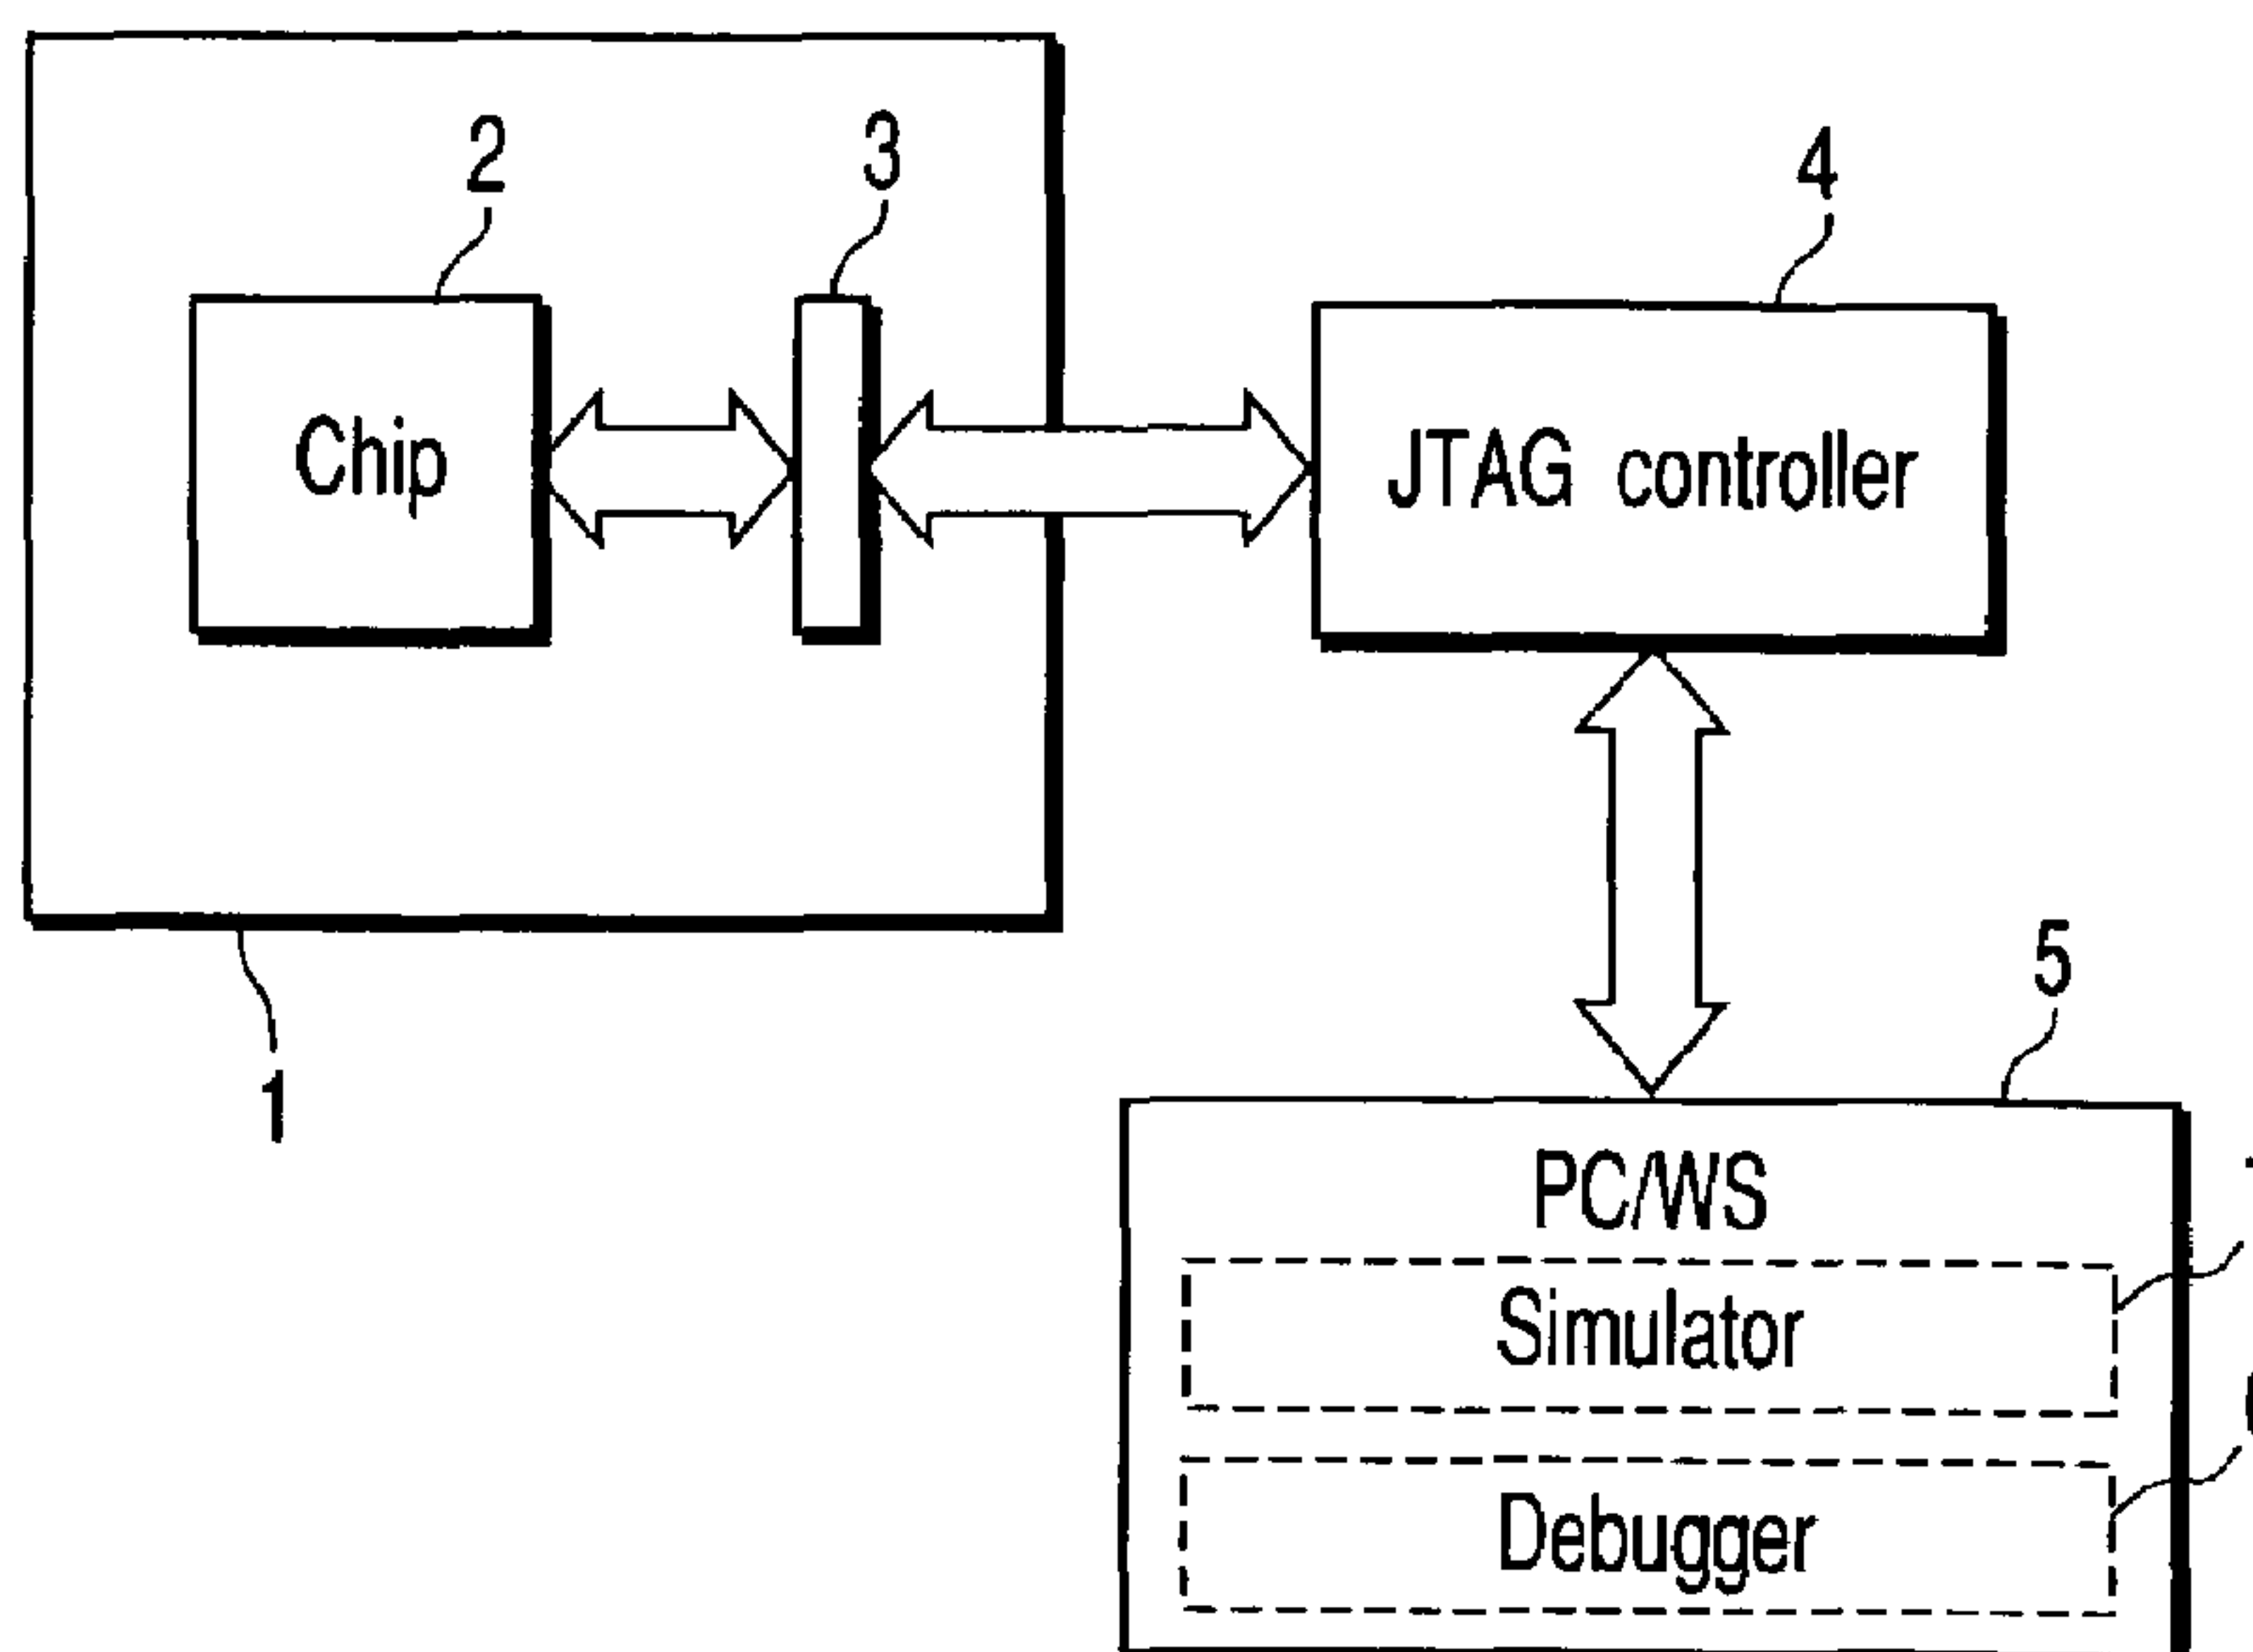 2
3
4
Chip
JTAG controller
5
1
PC/WS
Simulator
Debugger